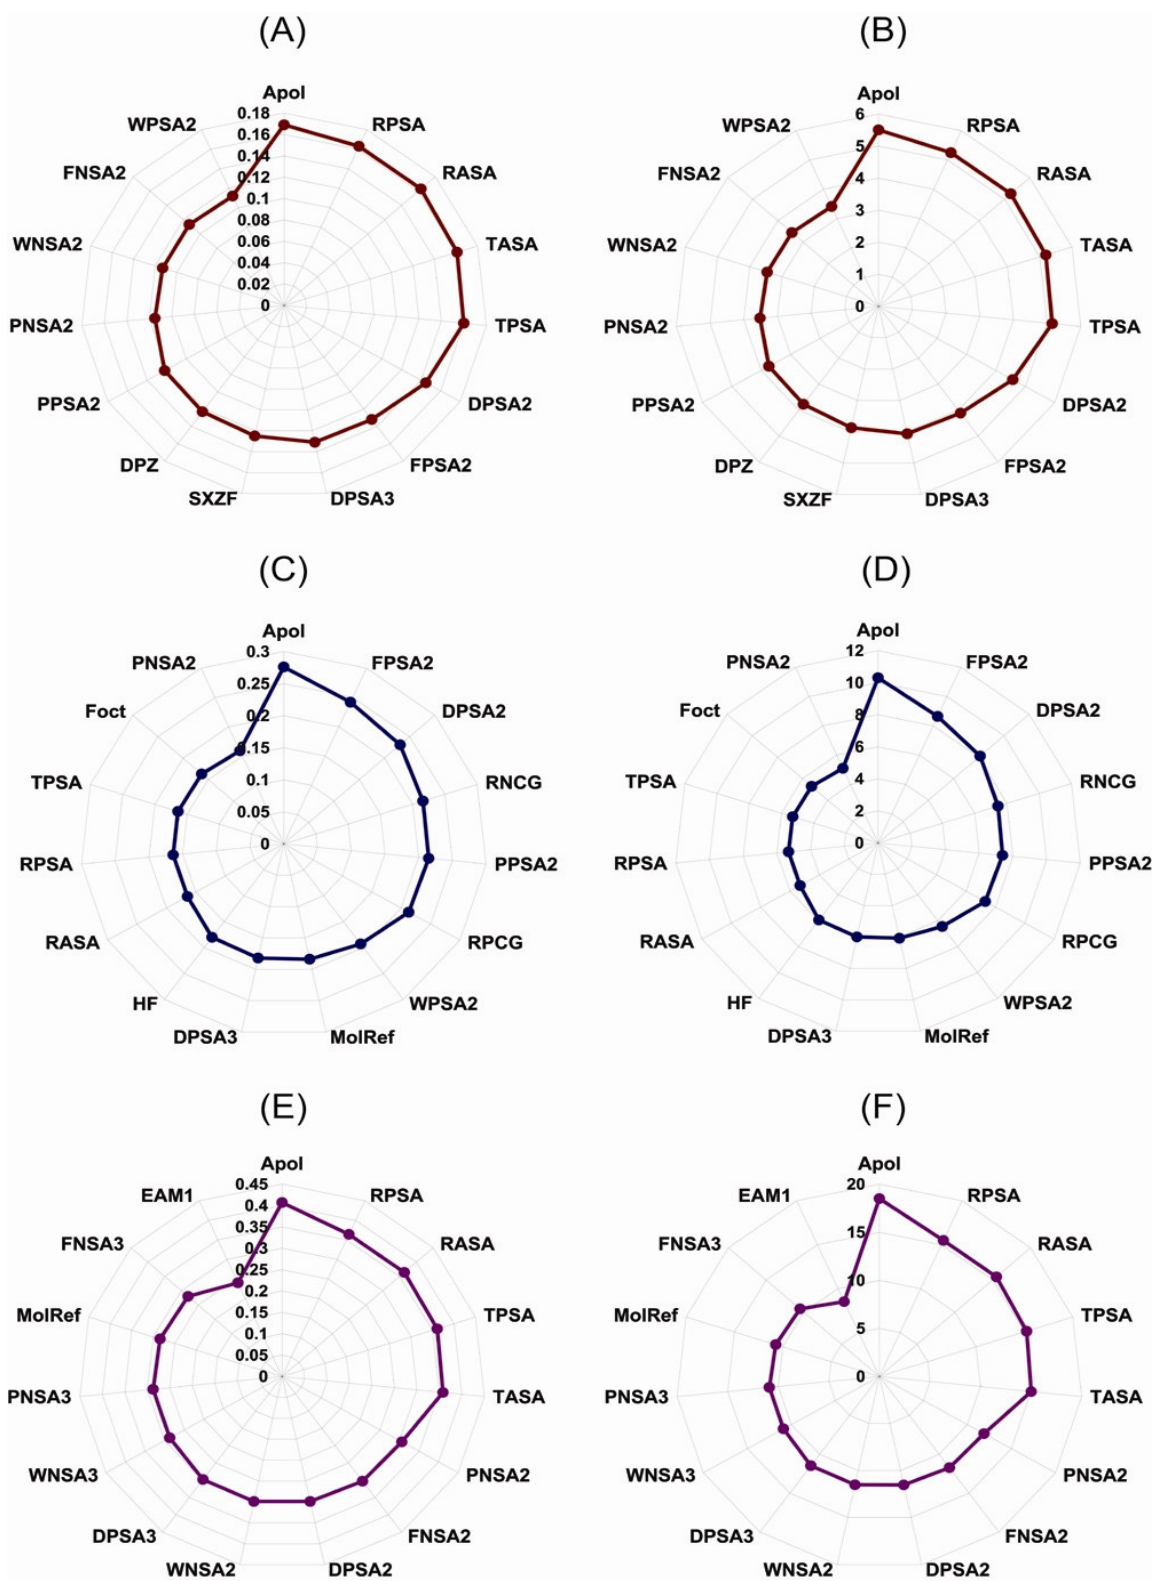 (A)
Apol
RPSA
RASA
TASA
TPSA
DPSA2
FPSA2
DPSA3
SXZF
DPZ
PPSA2
PNSA2
WNSA2
FNSA2
WPSA2
0.18
0.16
0.14
0.12
0.1
0.08
0.06
0.04
0.02
0
(B)
Apol
RPSA
RASA
TASA
TPSA
DPSA2
FPSA2
DPSA3
SXZF
DPZ
PPSA2
PNSA2
WNSA2
FNSA2
WPSA2
6
5
4
3
2
1
0
(C)
Apol
FPSA2
DPSA2
RNCG
PPSA2
RPCG
WPSA2
MolRef
DPSA3
HF
RASA
RPSA
TPSA
Foct
PNSA2
0.3
0.25
0.2
0.15
0.1
0.05
0
(D)
Apol
FPSA2
DPSA2
RNCG
PPSA2
RPCG
WPSA2
MolRef
DPSA3
HF
RASA
RPSA
TPSA
Foct
PNSA2
12
10
8
6
4
2
0
(E)
Apol
RPSA
RASA
TPSA
TASA
PNSA2
FNSA2
DPSA2
WNSA2
DPSA3
WNSA3
PNSA3
MolRef
FNSA3
EAM1
0.45
0.4
0.35
0.3
0.25
0.2
0.15
0.1
0.05
0
(F)
Apol
RPSA
RASA
TPSA
TASA
PNSA2
FNSA2
DPSA2
WNSA2
DPSA3
WNSA3
PNSA3
MolRef
FNSA3
EAM1
20
15
10
5
0